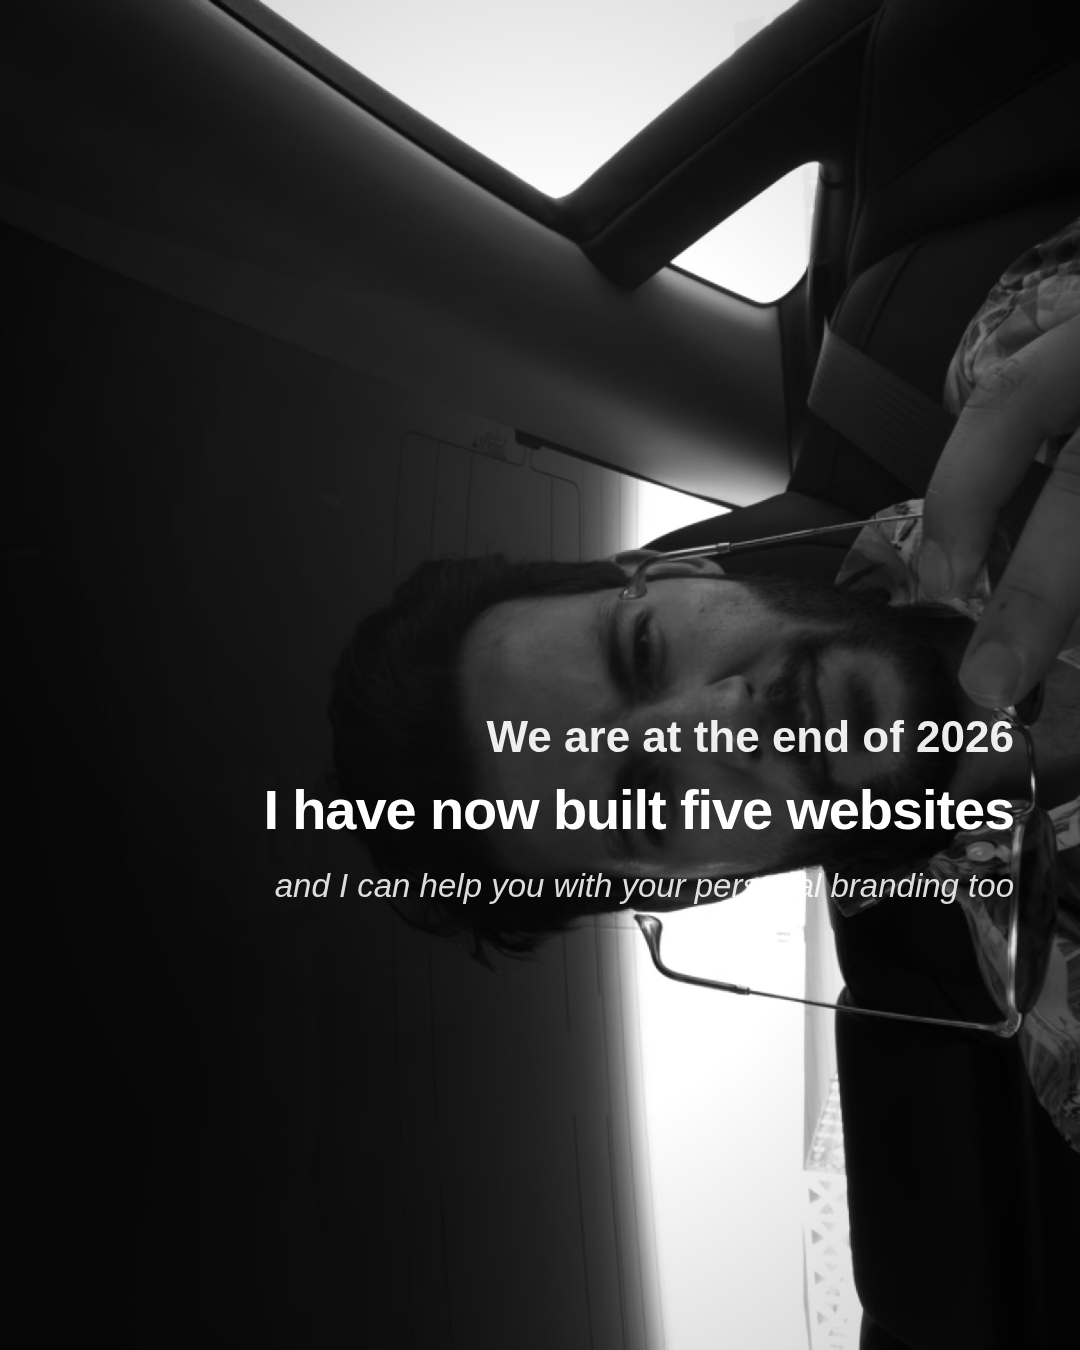 We are at the end of 2026
I have now built five websites
and I can help you with your personal branding too